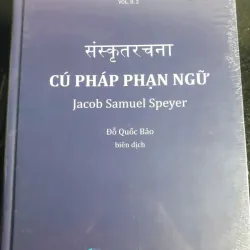 संस्कृतरचना
CÚ PHÁP PHẠN NGỮ
Jacob Samuel Speyer
Đỗ Quốc Bảo
biên dịch